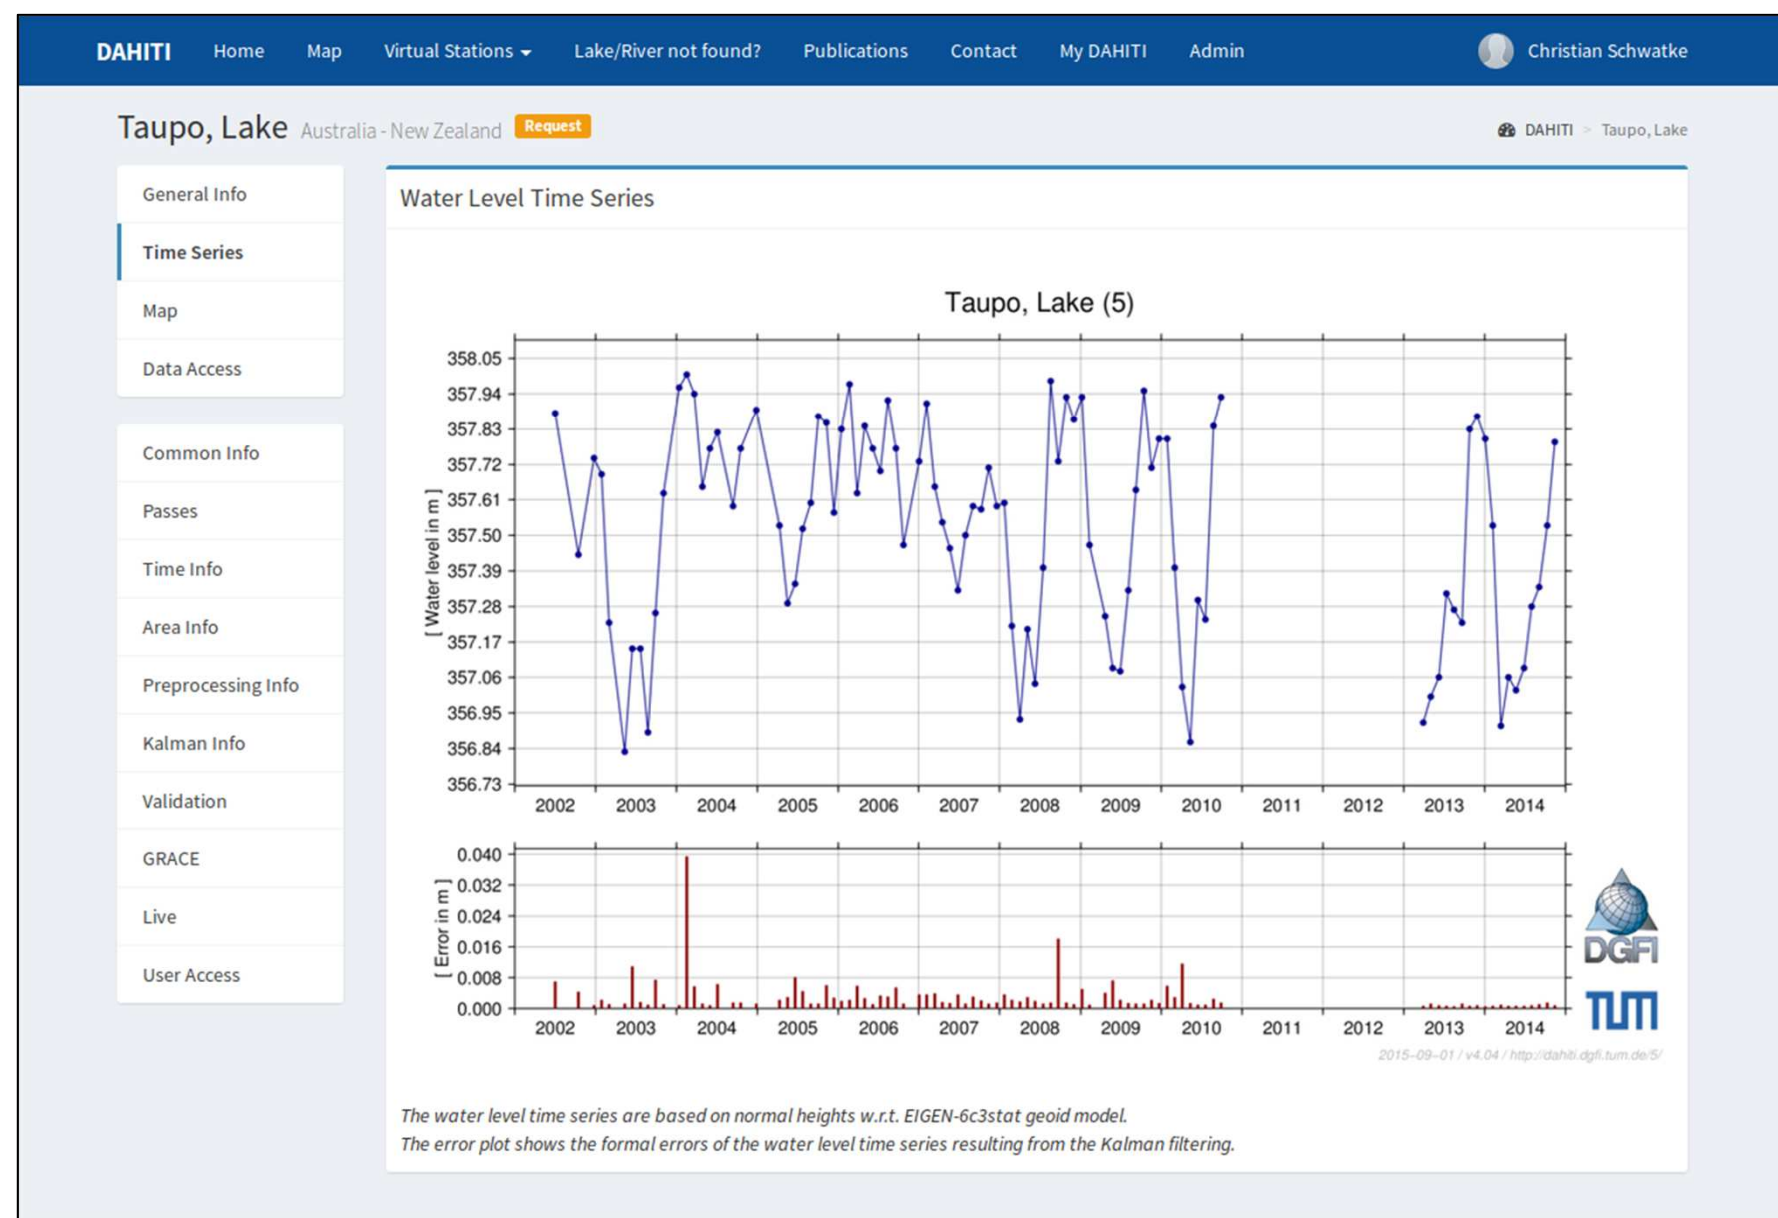 DAHITI Home Map Virtual Stations Lake/River not found? Publications Contact My DAHITI Admin Christian Schwatke
Taupo, Lake Australia - New Zealand Request DAHITI > Taupo, Lake
General Info
Time Series
Map
Data Access
Common Info
Passes
Time Info
Area Info
Preprocessing Info
Kalman Info
Validation
GRACE
Live
User Access
Water Level Time Series
Taupo, Lake (5)
[ Water level in m ]
358.05
357.94
357.83
357.72
357.61
357.50
357.39
357.28
357.17
357.06
356.95
356.84
356.73
2002 2003 2004 2005 2006 2007 2008 2009 2010 2011 2012 2013 2014
[ Error in m ]
0.040
0.032
0.024
0.016
0.008
0.000
2002 2003 2004 2005 2006 2007 2008 2009 2010 2011 2012 2013 2014
DGFI
TUM
2015-09-01 / v4.04 / http://dahiti.dgfi.tum.de/5/
The water level time series are based on normal heights w.r.t. EIGEN-6c3stat geoid model.
The error plot shows the formal errors of the water level time series resulting from the Kalman filtering.